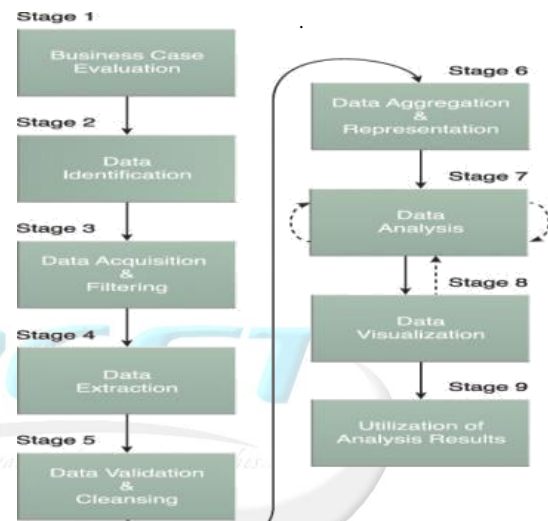 Stage 1
Business Case
Evaluation
Stage 2
Data
Identification
Stage 3
Data Acquisition
&
Filtering
Stage 4
Data
Extraction
Stage 5
Data Validation
&
Cleansing
Stage 6
Data Aggregation
&
Representation
Stage 7
Data
Analysis
Stage 8
Data
Visualization
Stage 9
Utilization of
Analysis Results